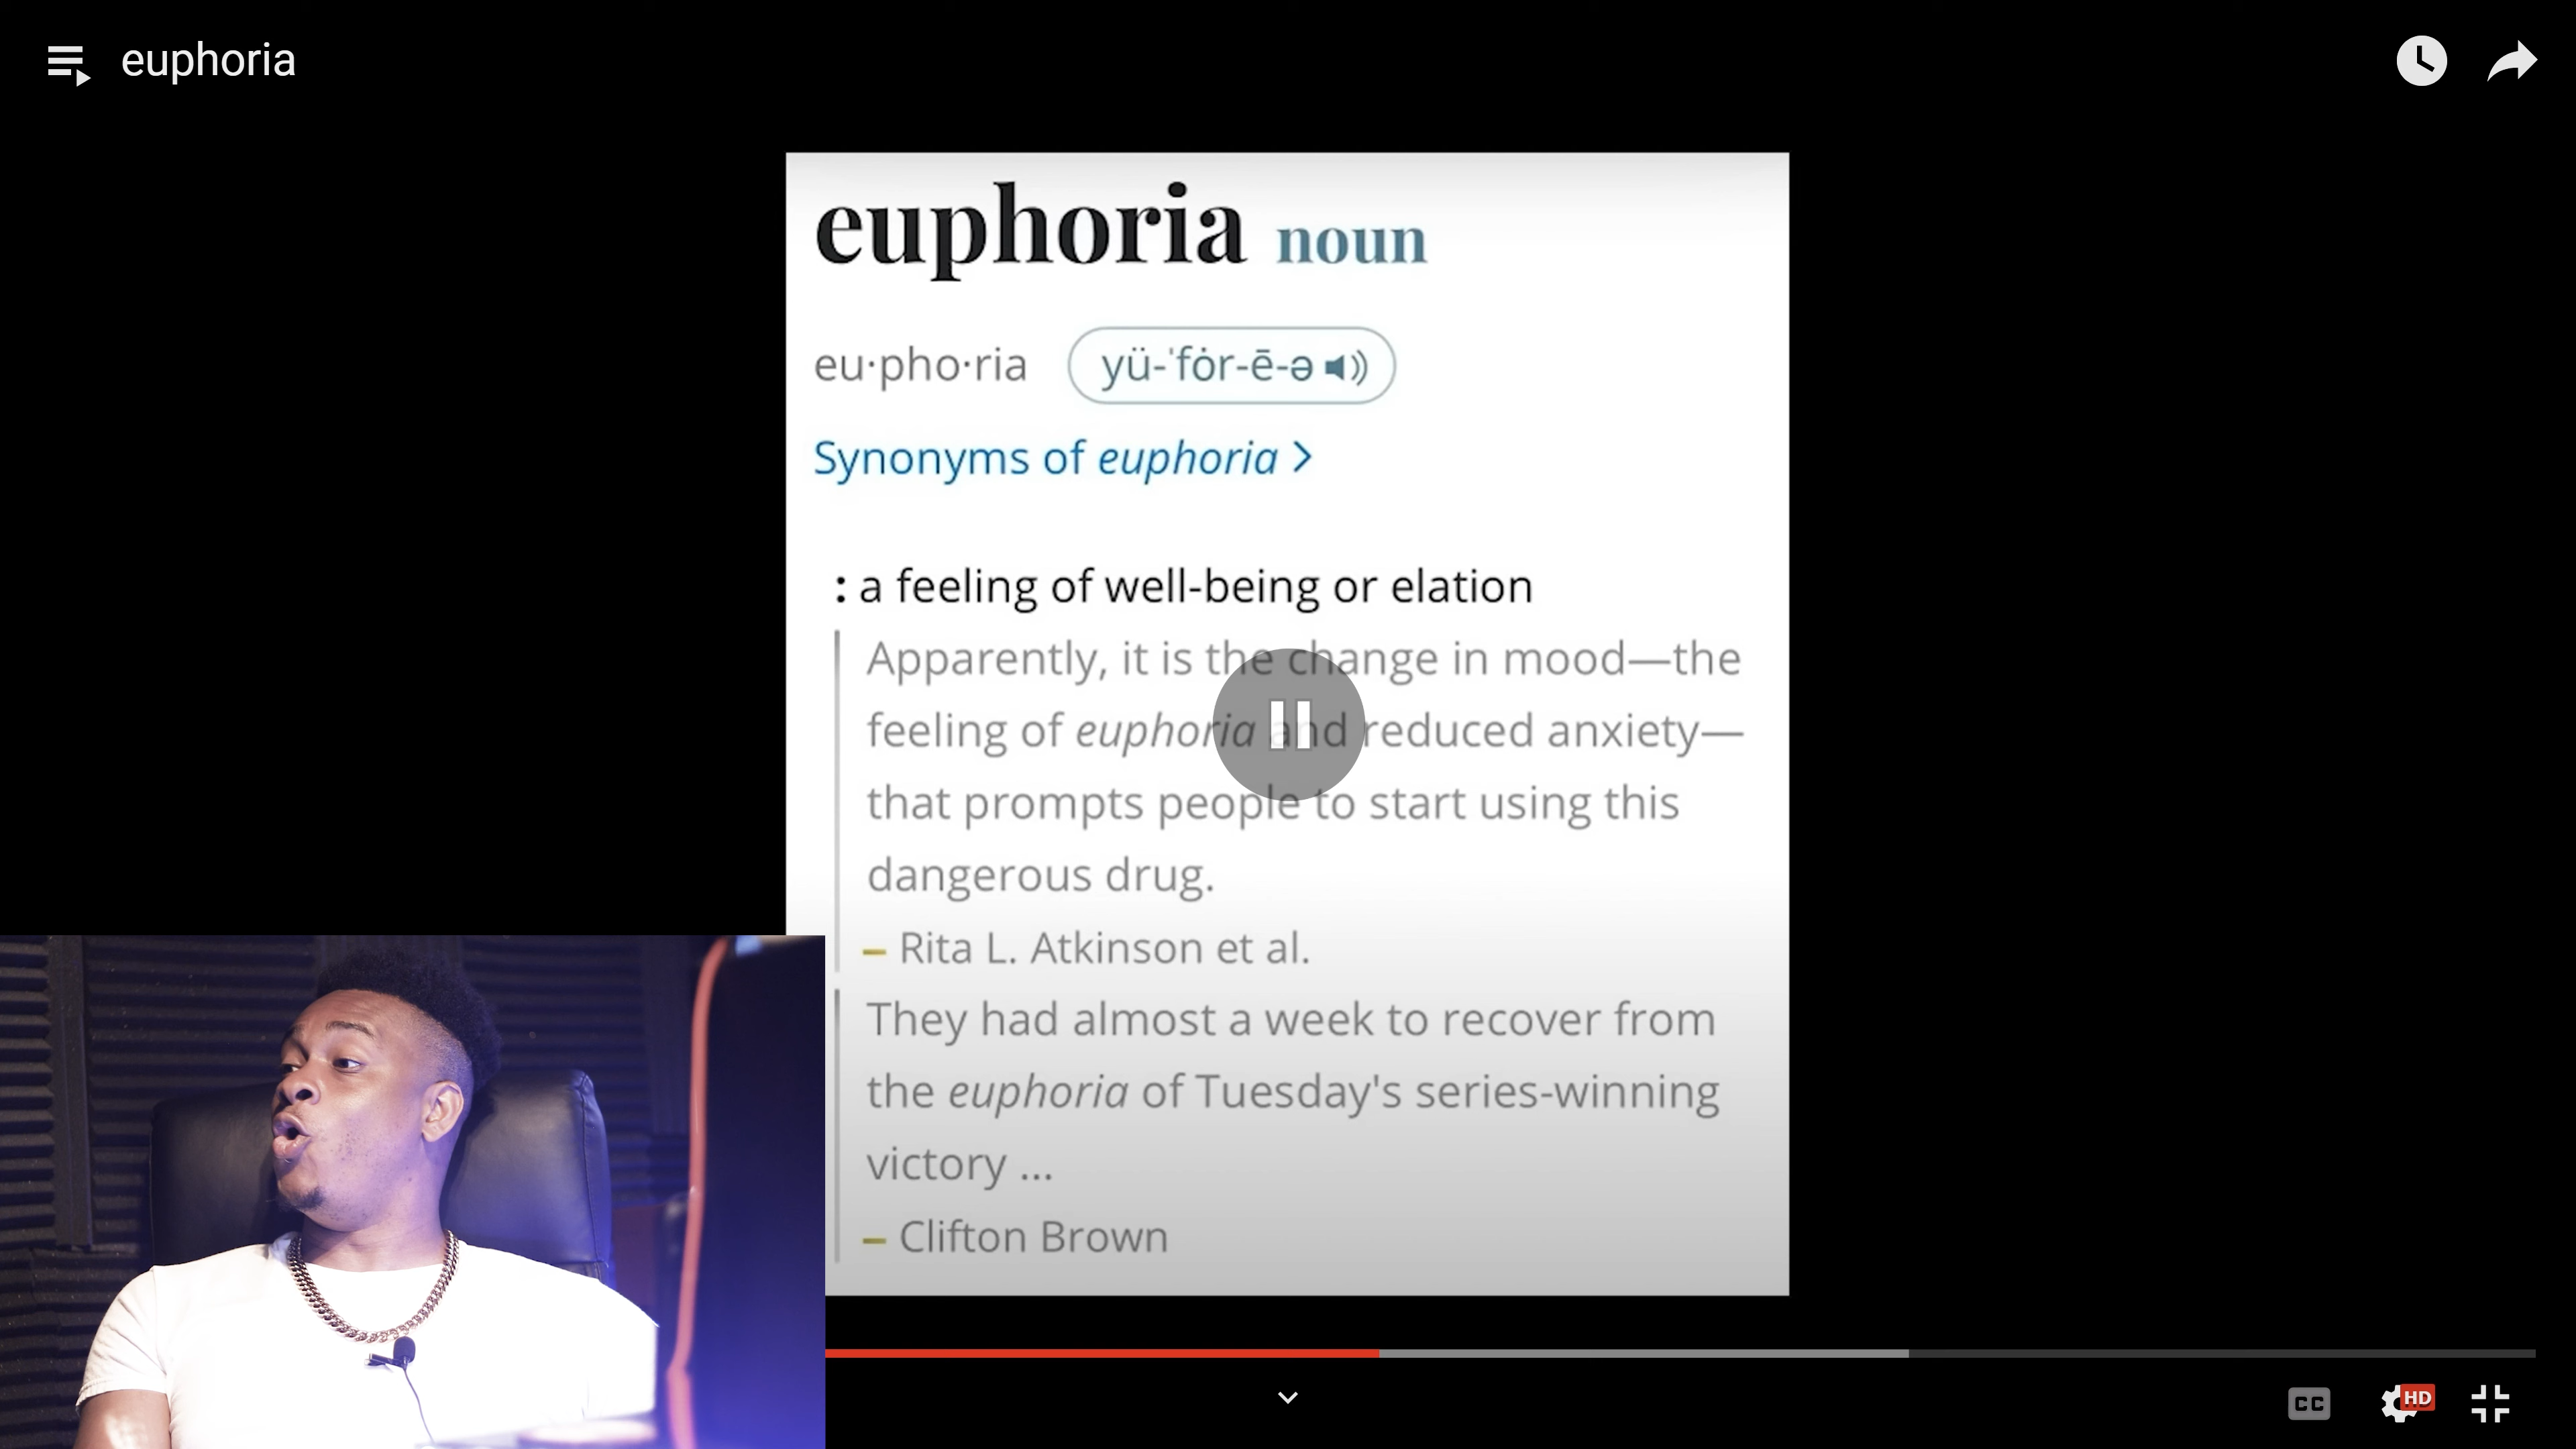 euphoria
euphoria noun
eu·pho·ria yü-ˈfȯr-ē-ə
Synonyms of euphoria >
: a feeling of well-being or elation
Apparently, it is the change in mood—the
feeling of euphoria and reduced anxiety—
that prompts people to start using this
dangerous drug.
– Rita L. Atkinson et al.
They had almost a week to recover from
the euphoria of Tuesday's series-winning
victory ...
– Clifton Brown
CC HD